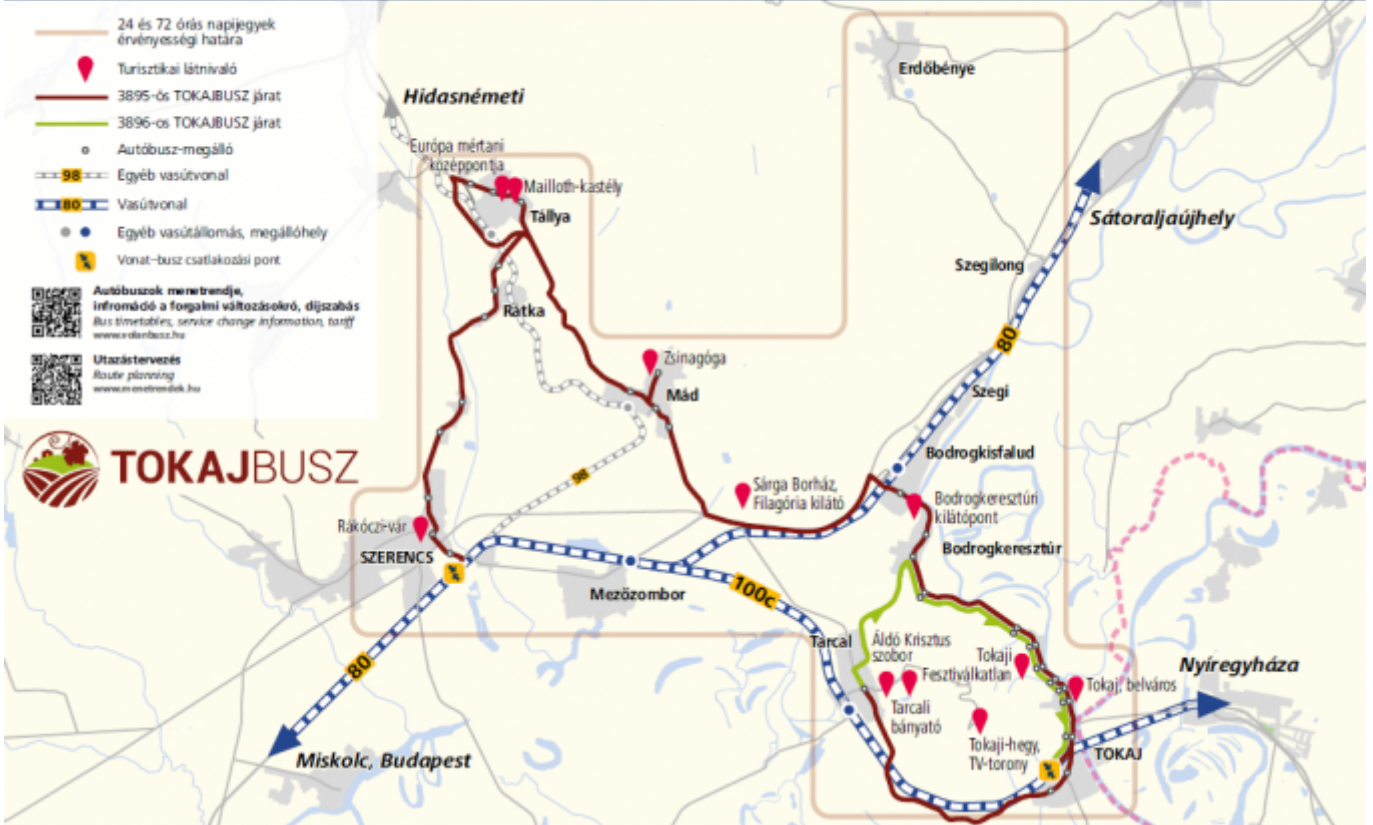 24 és 72 órás napijegyek
érvényességi határa
Turisztikai látnivaló
3895-ös TOKAJBUSZ járat
3896-os TOKAJBUSZ járat
Autóbusz-megálló
98 Egyéb vasútvonal
80 Vasútvonal
Egyéb vasútállomás, megállóhely
Vonat-busz csatlakozási pont
Autóbuszok menetrendje,
infromáció a forgalmi változásokró, díjszabás
Bus timetables, service change information, tariff
www.volanbusz.hu
Utazástervezés
Route planning
www.menetrendek.hu
TOKAJBUSZ
Hidasnémeti
Európa mértani
középpontja
Mailloth-kastély
Tállya
Rátka
Erdőbénye
Sátoraljaújhely
Szegilong
80
Szegi
Zsinagóga
Mád
98
Bodrogkisfalud
Sárga Borház,
Filagória kilátó
Bodrogkeresztúri
kilátópont
Bodrogkeresztúr
Rákóczi-vár
SZERENCS
Mezőzombor
100c
80
Miskolc, Budapest
Tarcal
Áldó Krisztus
szobor
Tokaji
Fesztiválkatlan
Tarcali
bányató
Tokaji-hegy,
TV-torony
Tokaj, belváros
TOKAJ
Nyíregyháza